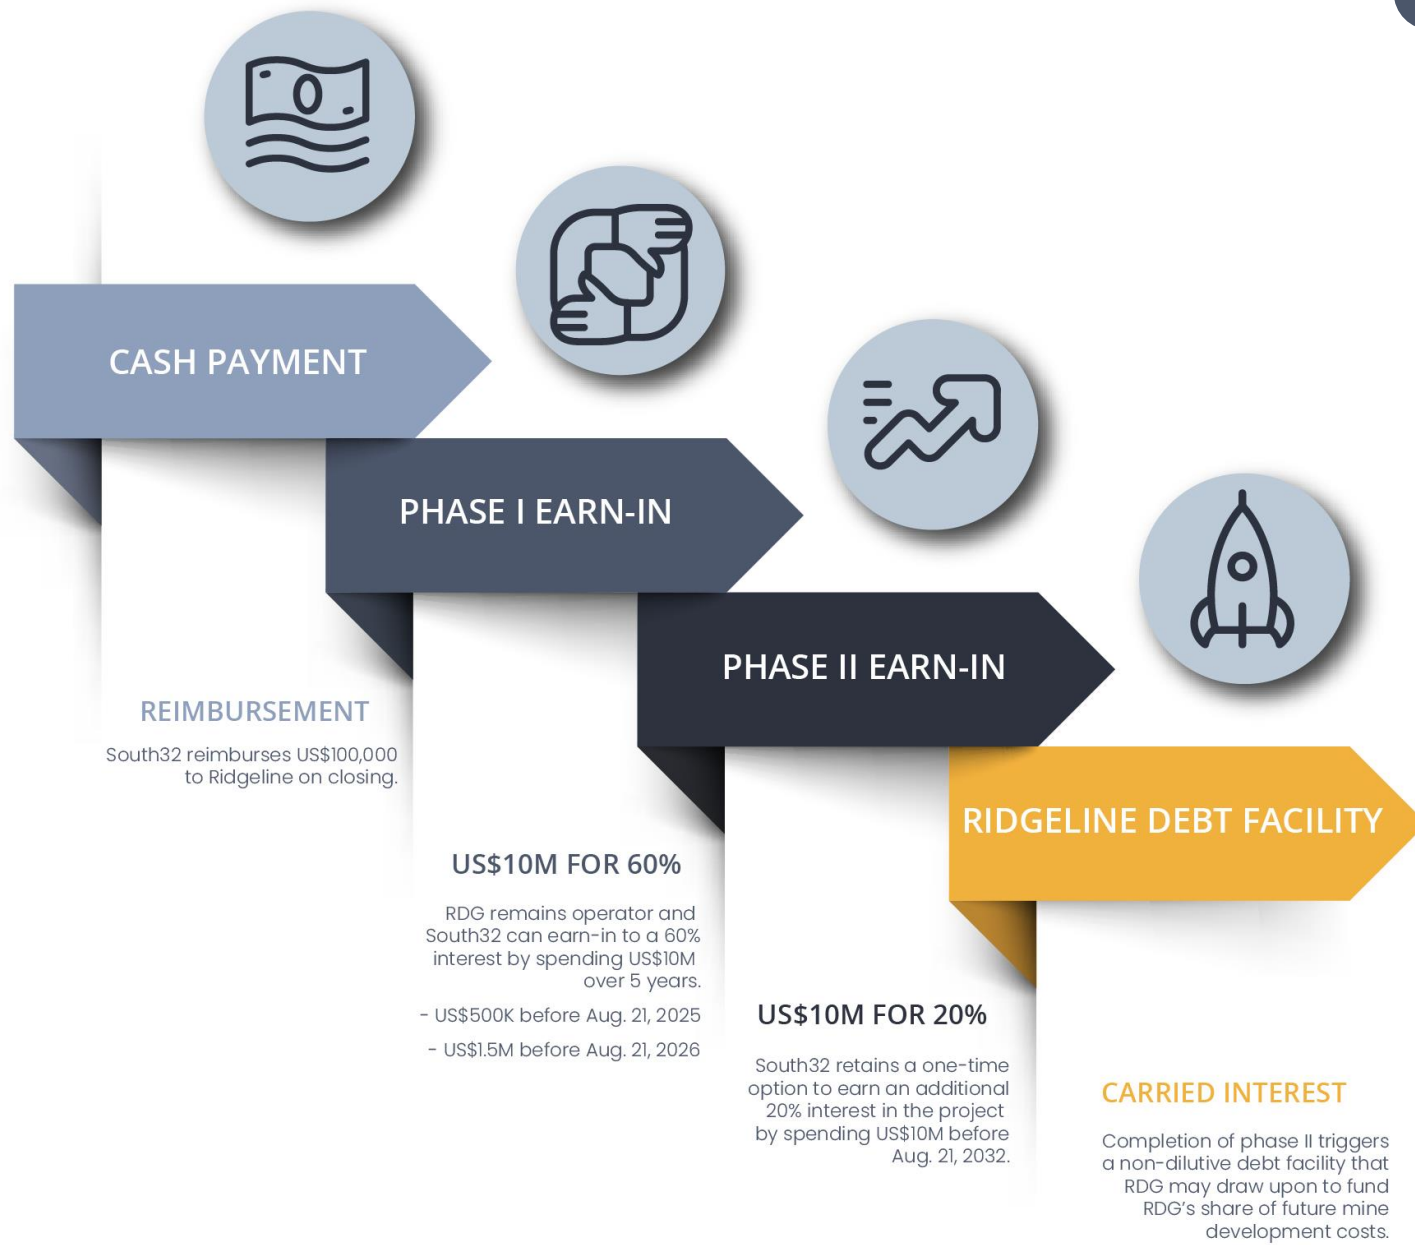 CASH PAYMENT
PHASE I EARN-IN
PHASE II EARN-IN
RIDGELINE DEBT FACILITY
REIMBURSEMENT
South32 reimburses US$100,000
to Ridgeline on closing.
US$10M FOR 60%
RDG remains operator and
South32 can earn-in to a 60%
interest by spending US$10M
over 5 years.
- US$500K before Aug. 21, 2025
- US$1.5M before Aug. 21, 2026
US$10M FOR 20%
South32 retains a one-time
option to earn an additional
20% interest in the project
by spending US$10M before
Aug. 21, 2032.
CARRIED INTEREST
Completion of phase II triggers
a non-dilutive debt facility that
RDG may draw upon to fund
RDG’s share of future mine
development costs.